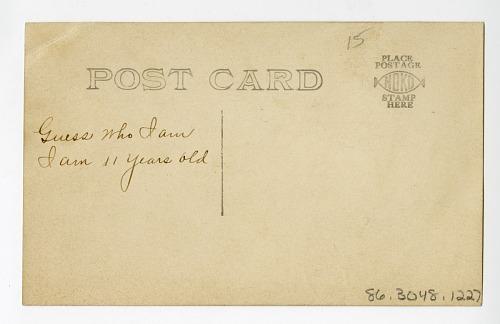 15
PLACE
POSTAGE
NOKO
STAMP
HERE
POST CARD
Guess Who I am
I am 11 years old
86.3048.1227